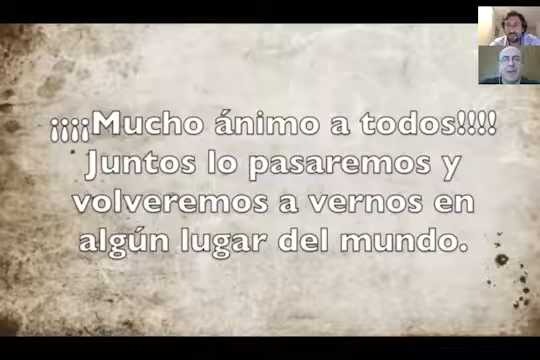 ¡¡¡¡Mucho ánimo a todos!!!!
Juntos lo pasaremos y
volveremos a vernos en
algún lugar del mundo.